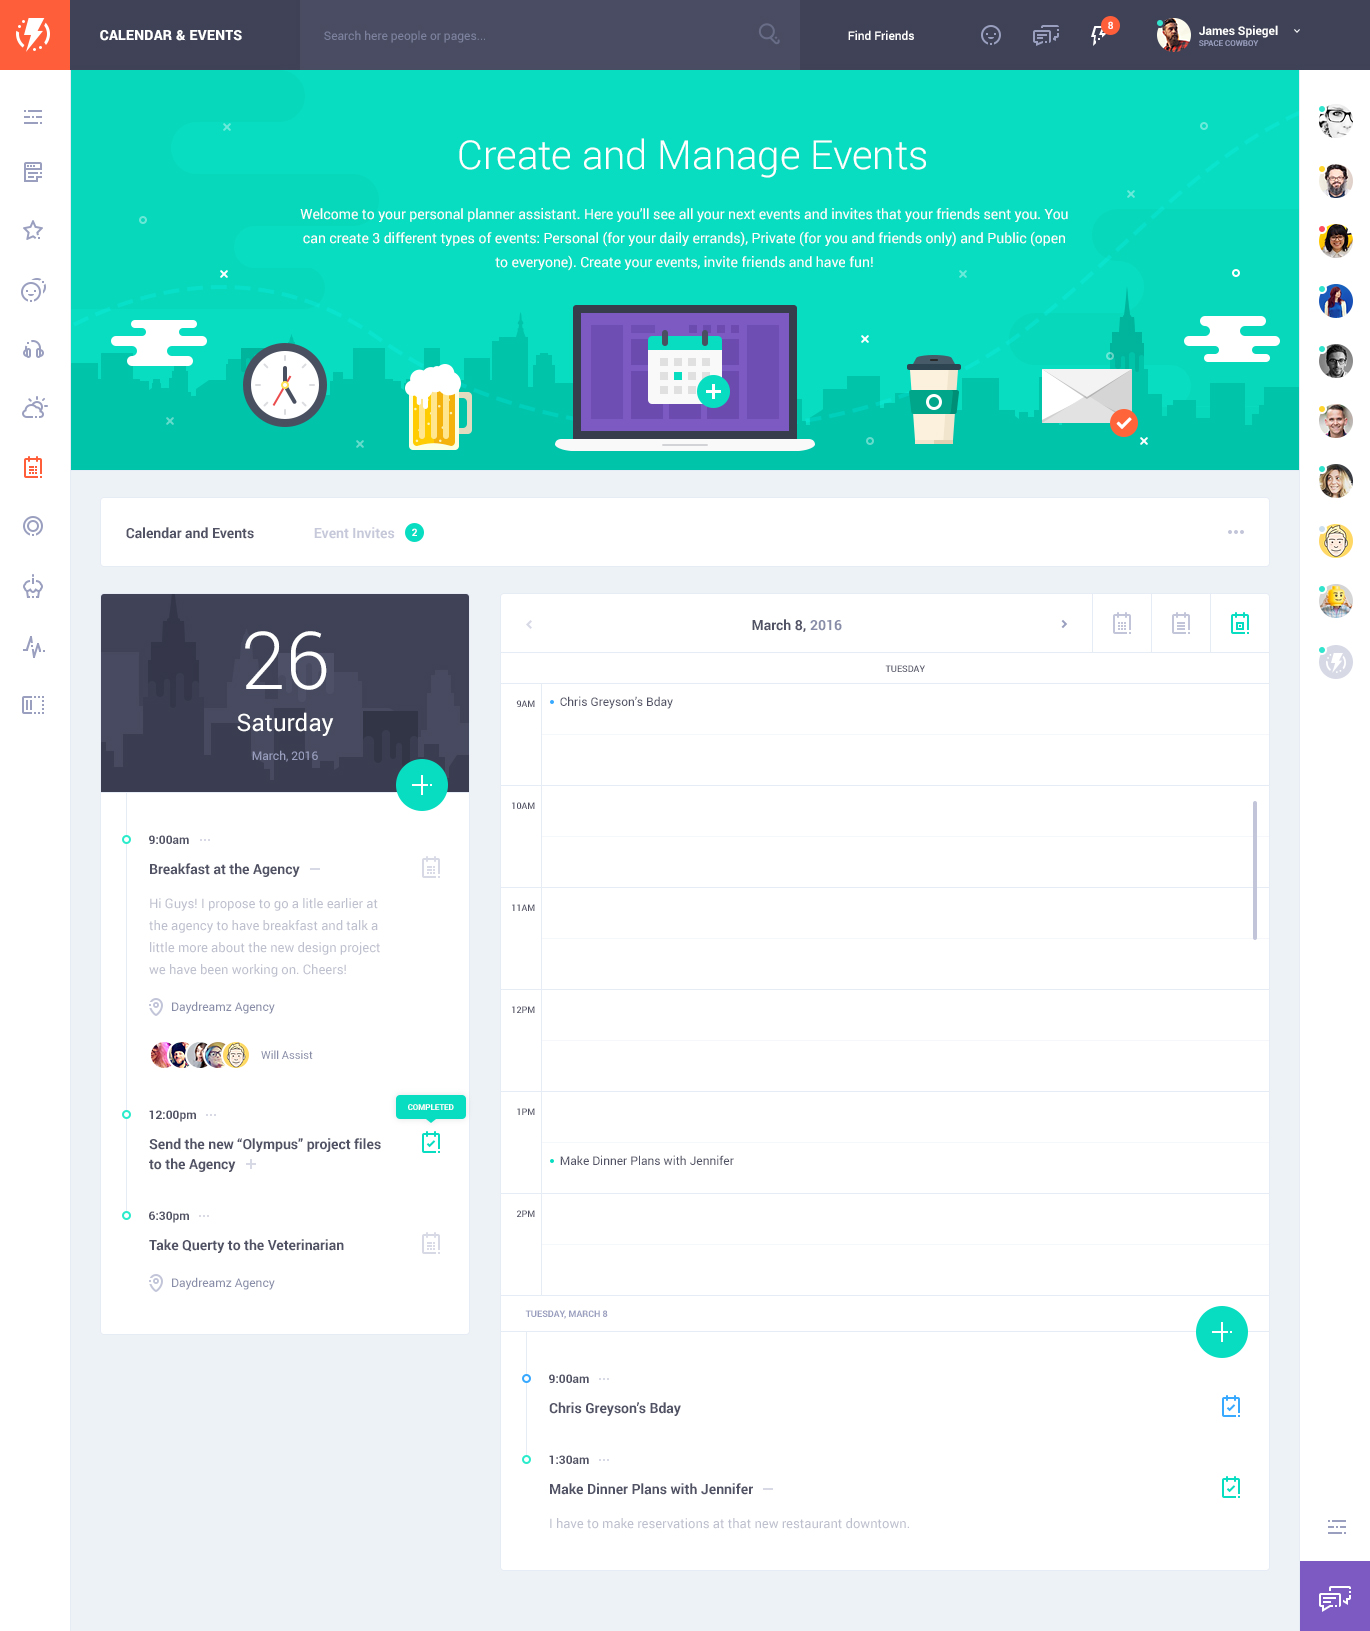 CALENDAR & EVENTS
Search here people or pages...
Find Friends
8
James Spiegel
SPACE COWBOY
Create and Manage Events
Welcome to your personal planner assistant. Here you'll see all your next events and invites that your friends sent you. You
can create 3 different types of events: Personal (for your daily errands), Private (for you and friends only) and Public (open
to everyone). Create your events, invite friends and have fun!
Calendar and Events
Event Invites 2
26
Saturday
March, 2016
9:00am
Breakfast at the Agency
Hi Guys! I propose to go a litle earlier at
the agency to have breakfast and talk a
little more about the new design project
we have been working on. Cheers!
Daydreamz Agency
Will Assist
12:00pm
COMPLETED
Send the new “Olympus” project files
to the Agency
6:30pm
Take Querty to the Veterinarian
Daydreamz Agency
March 8, 2016
TUESDAY
9AM
Chris Greyson's Bday
10AM
11AM
12PM
1PM
Make Dinner Plans with Jennifer
2PM
TUESDAY, MARCH 8
9:00am
Chris Greyson's Bday
1:30am
Make Dinner Plans with Jennifer
I have to make reservations at that new restaurant downtown.